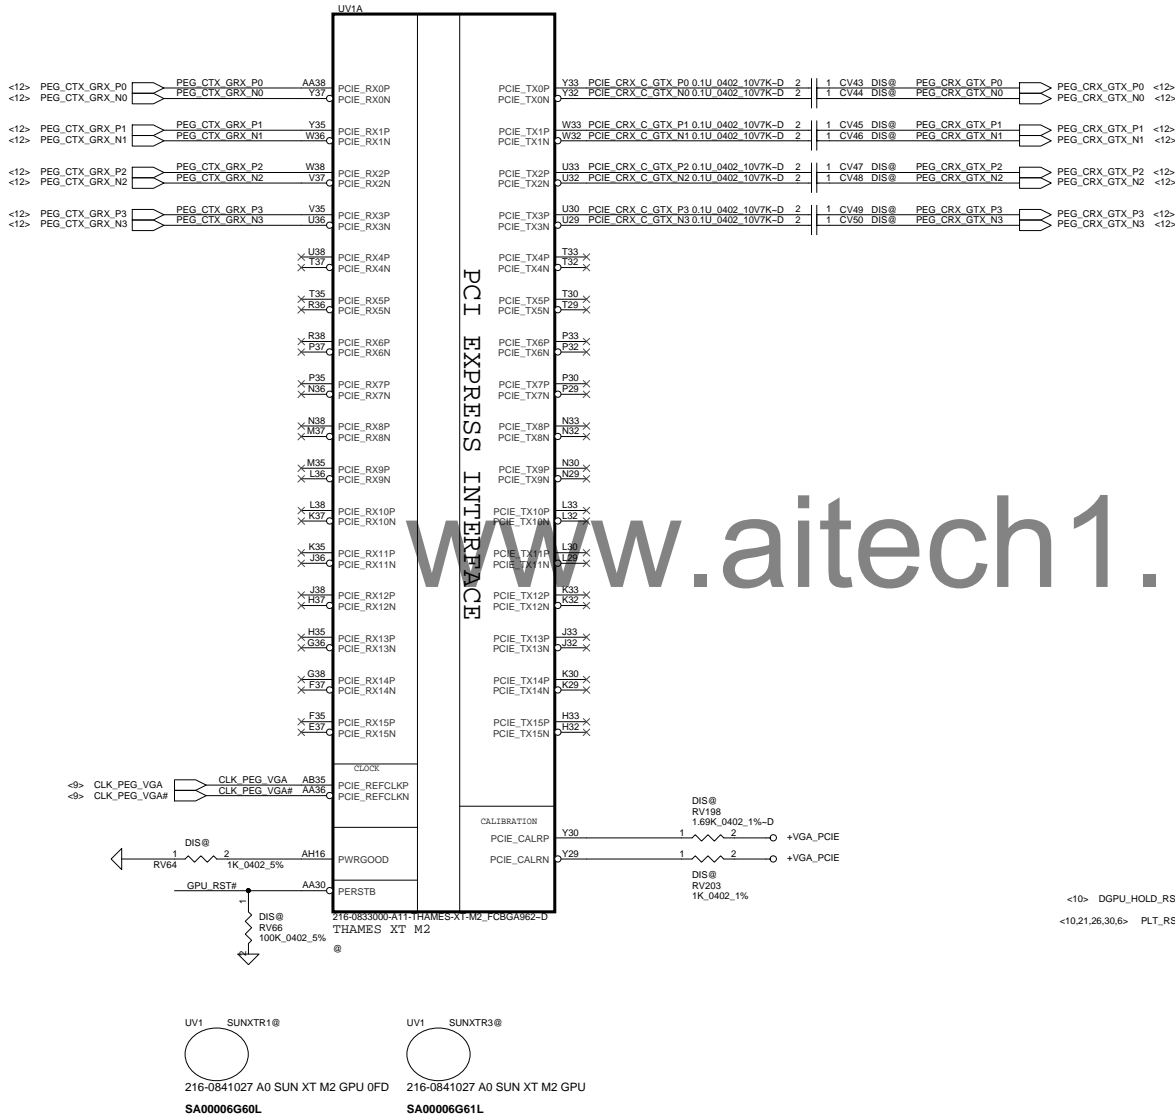 UV1A
<12> PEG_CTX_GRX_P0 PEG_CTX_GRX_P0 AA38 PCIE_RX0P PCIE_TX0P Y33 PCIE_CRX_C_GTX_P0 0.1U_0402_10V7K~D 2 1 CV43 DIS@ PEG_CRX_GTX_P0 PEG_CRX_GTX_P0 <12>
<12> PEG_CTX_GRX_N0 PEG_CTX_GRX_N0 Y37 PCIE_RX0N PCIE_TX0N Y32 PCIE_CRX_C_GTX_N0 0.1U_0402_10V7K~D 2 1 CV44 DIS@ PEG_CRX_GTX_N0 PEG_CRX_GTX_N0 <12>
<12> PEG_CTX_GRX_P1 PEG_CTX_GRX_P1 Y35 PCIE_RX1P PCIE_TX1P W33 PCIE_CRX_C_GTX_P1 0.1U_0402_10V7K~D 2 1 CV45 DIS@ PEG_CRX_GTX_P1 PEG_CRX_GTX_P1 <12>
<12> PEG_CTX_GRX_N1 PEG_CTX_GRX_N1 W36 PCIE_RX1N PCIE_TX1N W32 PCIE_CRX_C_GTX_N1 0.1U_0402_10V7K~D 2 1 CV46 DIS@ PEG_CRX_GTX_N1 PEG_CRX_GTX_N1 <12>
<12> PEG_CTX_GRX_P2 PEG_CTX_GRX_P2 W38 PCIE_RX2P PCIE_TX2P U33 PCIE_CRX_C_GTX_P2 0.1U_0402_10V7K~D 2 1 CV47 DIS@ PEG_CRX_GTX_P2 PEG_CRX_GTX_P2 <12>
<12> PEG_CTX_GRX_N2 PEG_CTX_GRX_N2 V37 PCIE_RX2N PCIE_TX2N U32 PCIE_CRX_C_GTX_N2 0.1U_0402_10V7K~D 2 1 CV48 DIS@ PEG_CRX_GTX_N2 PEG_CRX_GTX_N2 <12>
<12> PEG_CTX_GRX_P3 PEG_CTX_GRX_P3 V35 PCIE_RX3P PCIE_TX3P U30 PCIE_CRX_C_GTX_P3 0.1U_0402_10V7K~D 2 1 CV49 DIS@ PEG_CRX_GTX_P3 PEG_CRX_GTX_P3 <12>
<12> PEG_CTX_GRX_N3 PEG_CTX_GRX_N3 U36 PCIE_RX3N PCIE_TX3N U29 PCIE_CRX_C_GTX_N3 0.1U_0402_10V7K~D 2 1 CV50 DIS@ PEG_CRX_GTX_N3 PEG_CRX_GTX_N3 <12>
U38 PCIE_RX4P PCIE_TX4P T33
T37 PCIE_RX4N PCIE_TX4N T32
T35 PCIE_RX5P PCIE_TX5P T30
R36 PCIE_RX5N PCIE_TX5N T29
R38 PCIE_RX6P PCIE_TX6P P33
P37 PCIE_RX6N PCIE_TX6N P32
P35 PCIE_RX7P PCIE_TX7P P30
N36 PCIE_RX7N PCIE_TX7N P29
N38 PCIE_RX8P PCIE_TX8P N33
M37 PCIE_RX8N PCIE_TX8N N32
M35 PCIE_RX9P PCIE_TX9P N30
L36 PCIE_RX9N PCIE_TX9N N29
L38 PCIE_RX10P PCIE_TX10P L33
K37 PCIE_RX10N PCIE_TX10N L32
K35 PCIE_RX11P PCIE_TX11P L30
J36 PCIE_RX11N PCIE_TX11N L29
J38 PCIE_RX12P PCIE_TX12P K33
H37 PCIE_RX12N PCIE_TX12N K32
H35 PCIE_RX13P PCIE_TX13P J33
G36 PCIE_RX13N PCIE_TX13N J32
G38 PCIE_RX14P PCIE_TX14P K30
F37 PCIE_RX14N PCIE_TX14N K29
F35 PCIE_RX15P PCIE_TX15P H33
E37 PCIE_RX15N PCIE_TX15N H32
PCI EXPRESS INTERFACE
www.aitech1.
CLOCK
<9> CLK_PEG_VGA CLK_PEG_VGA AB35 PCIE_REFCLKP
<9> CLK_PEG_VGA# CLK_PEG_VGA# AA36 PCIE_REFCLKN
CALIBRATION
DIS@
RV198
1.69K_0402_1%~D
PCIE_CALRP Y30 1 2 +VGA_PCIE
PCIE_CALRN Y29 1 2 +VGA_PCIE
DIS@
RV203
1K_0402_1%
DIS@
1 2 AH16 PWRGOOD
RV64 1K_0402_5%
GPU_RST# AA30 PERSTB
1
DIS@
RV66
100K_0402_5%
2
216-0833000-A11-THAMES-XT-M2_FCBGA962~D
THAMES XT M2
@
<10> DGPU_HOLD_RS
<10,21,26,30,6> PLT_RS
UV1 SUNXTR1@
216-0841027 A0 SUN XT M2 GPU 0FD
SA00006G60L
UV1 SUNXTR3@
216-0841027 A0 SUN XT M2 GPU
SA00006G61L